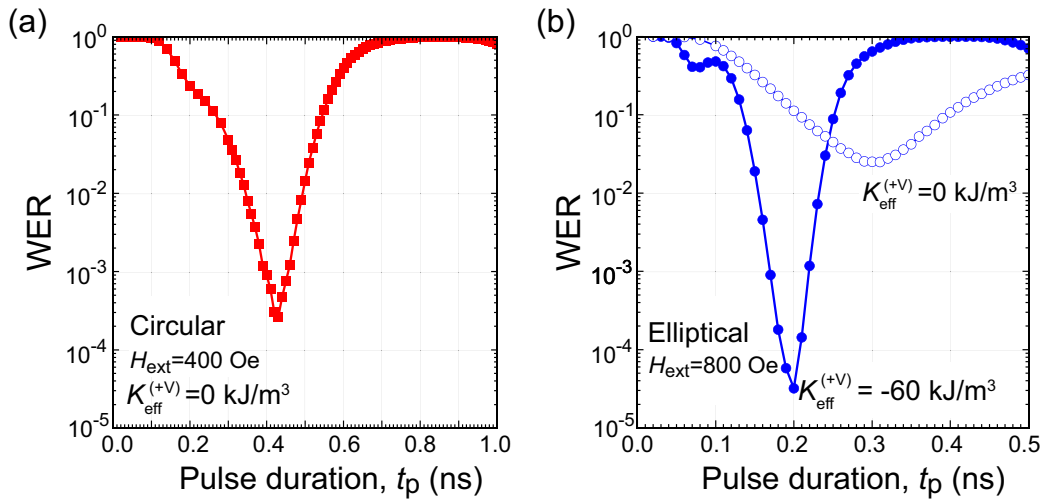 (a)
WER
10^0
10^-1
10^-2
10^-3
10^-4
10^-5
Circular
H_ext=400 Oe
K_eff^(+V)=0 kJ/m^3
0.0 0.2 0.4 0.6 0.8 1.0
Pulse duration, t_p (ns)
(b)
WER
10^0
10^-1
10^-2
10^-3
10^-4
10^-5
K_eff^(+V)=0 kJ/m^3
Elliptical
H_ext=800 Oe
K_eff^(+V)= -60 kJ/m^3
0.0 0.1 0.2 0.3 0.4 0.5
Pulse duration, t_p (ns)